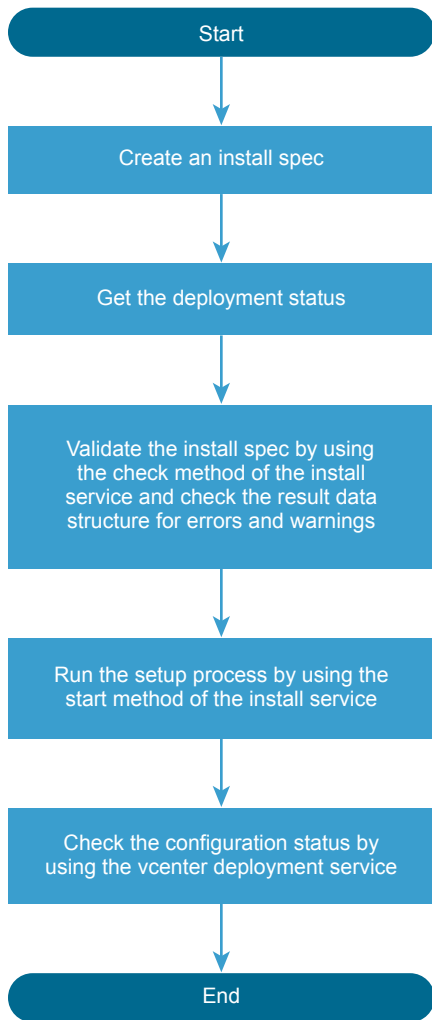 Start
Create an install spec
Get the deployment status
Validate the install spec by using
the check method of the install
service and check the result data
structure for errors and warnings
Run the setup process by using the
start method of the install service
Check the configuration status by
using the vcenter deployment service
End